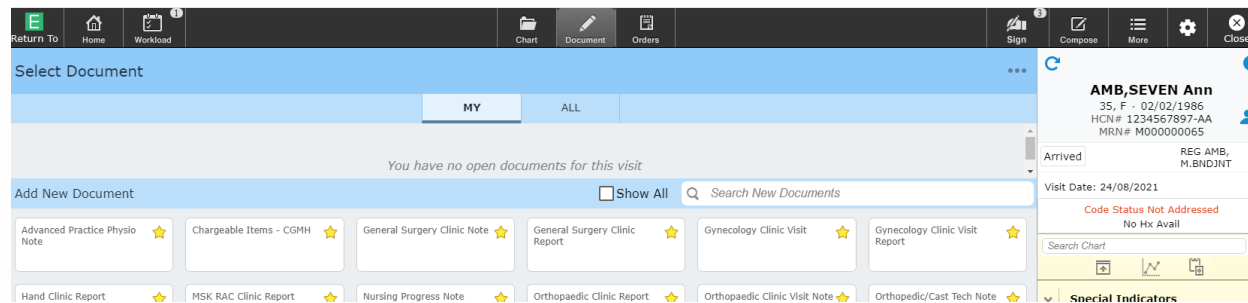 E
1
3
Return To Home Workload Chart Document Orders Sign Compose More Close
Select Document
MY ALL
You have no open documents for this visit
Add New Document Show All Search New Documents
Advanced Practice Physio Note
Chargeable Items - CGMH
General Surgery Clinic Note
General Surgery Clinic Report
Gynecology Clinic Visit
Gynecology Clinic Visit Report
Hand Clinic Report
MSK RAC Clinic Report
Nursing Progress Note
Orthopaedic Clinic Report
Orthopaedic Clinic Visit Note
Orthopedic/Cast Tech Note
AMB,SEVEN Ann
35, F · 02/02/1986
HCN# 1234567897-AA
MRN# M000000065
Arrived REG AMB,
M.BNDJNT
Visit Date: 24/08/2021
Code Status Not Addressed
No Hx Avail
Search Chart
Special Indicators